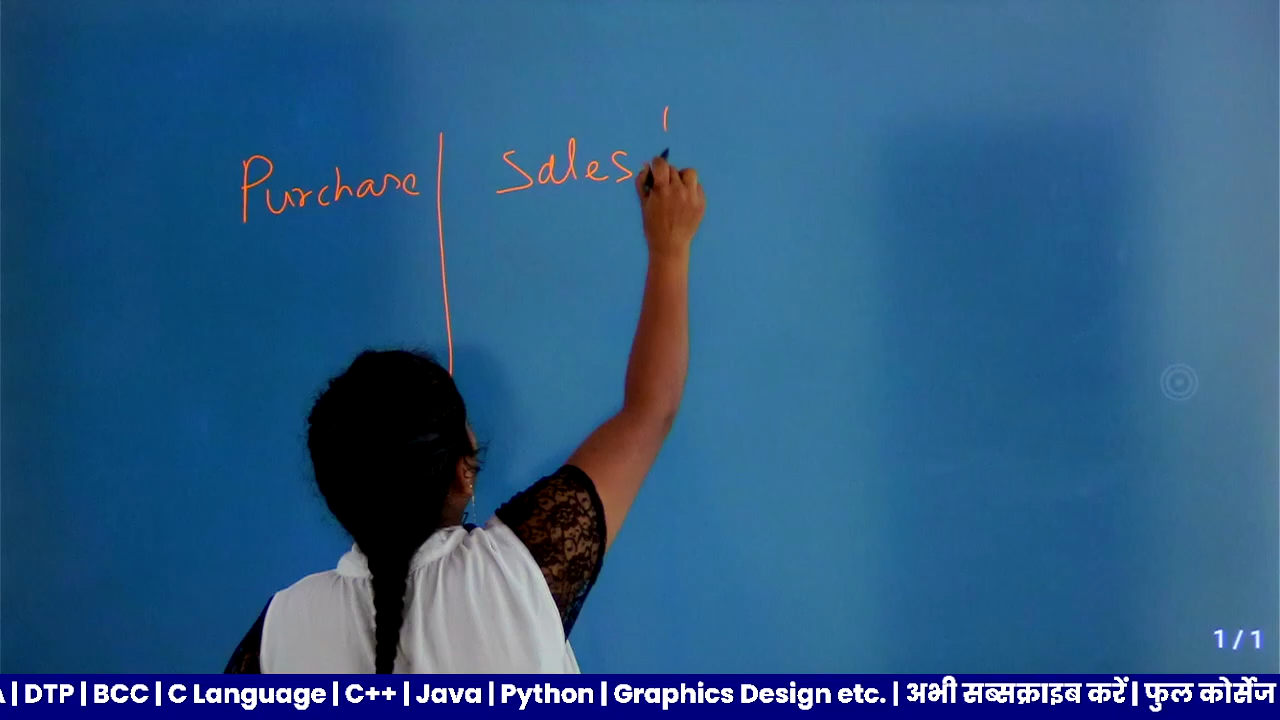 Purchase Sales
1/1
A | DTP | BCC | C Language | C++ | Java | Python | Graphics Design etc. | अभी सब्सक्राइब करें | फुल कोर्सेज